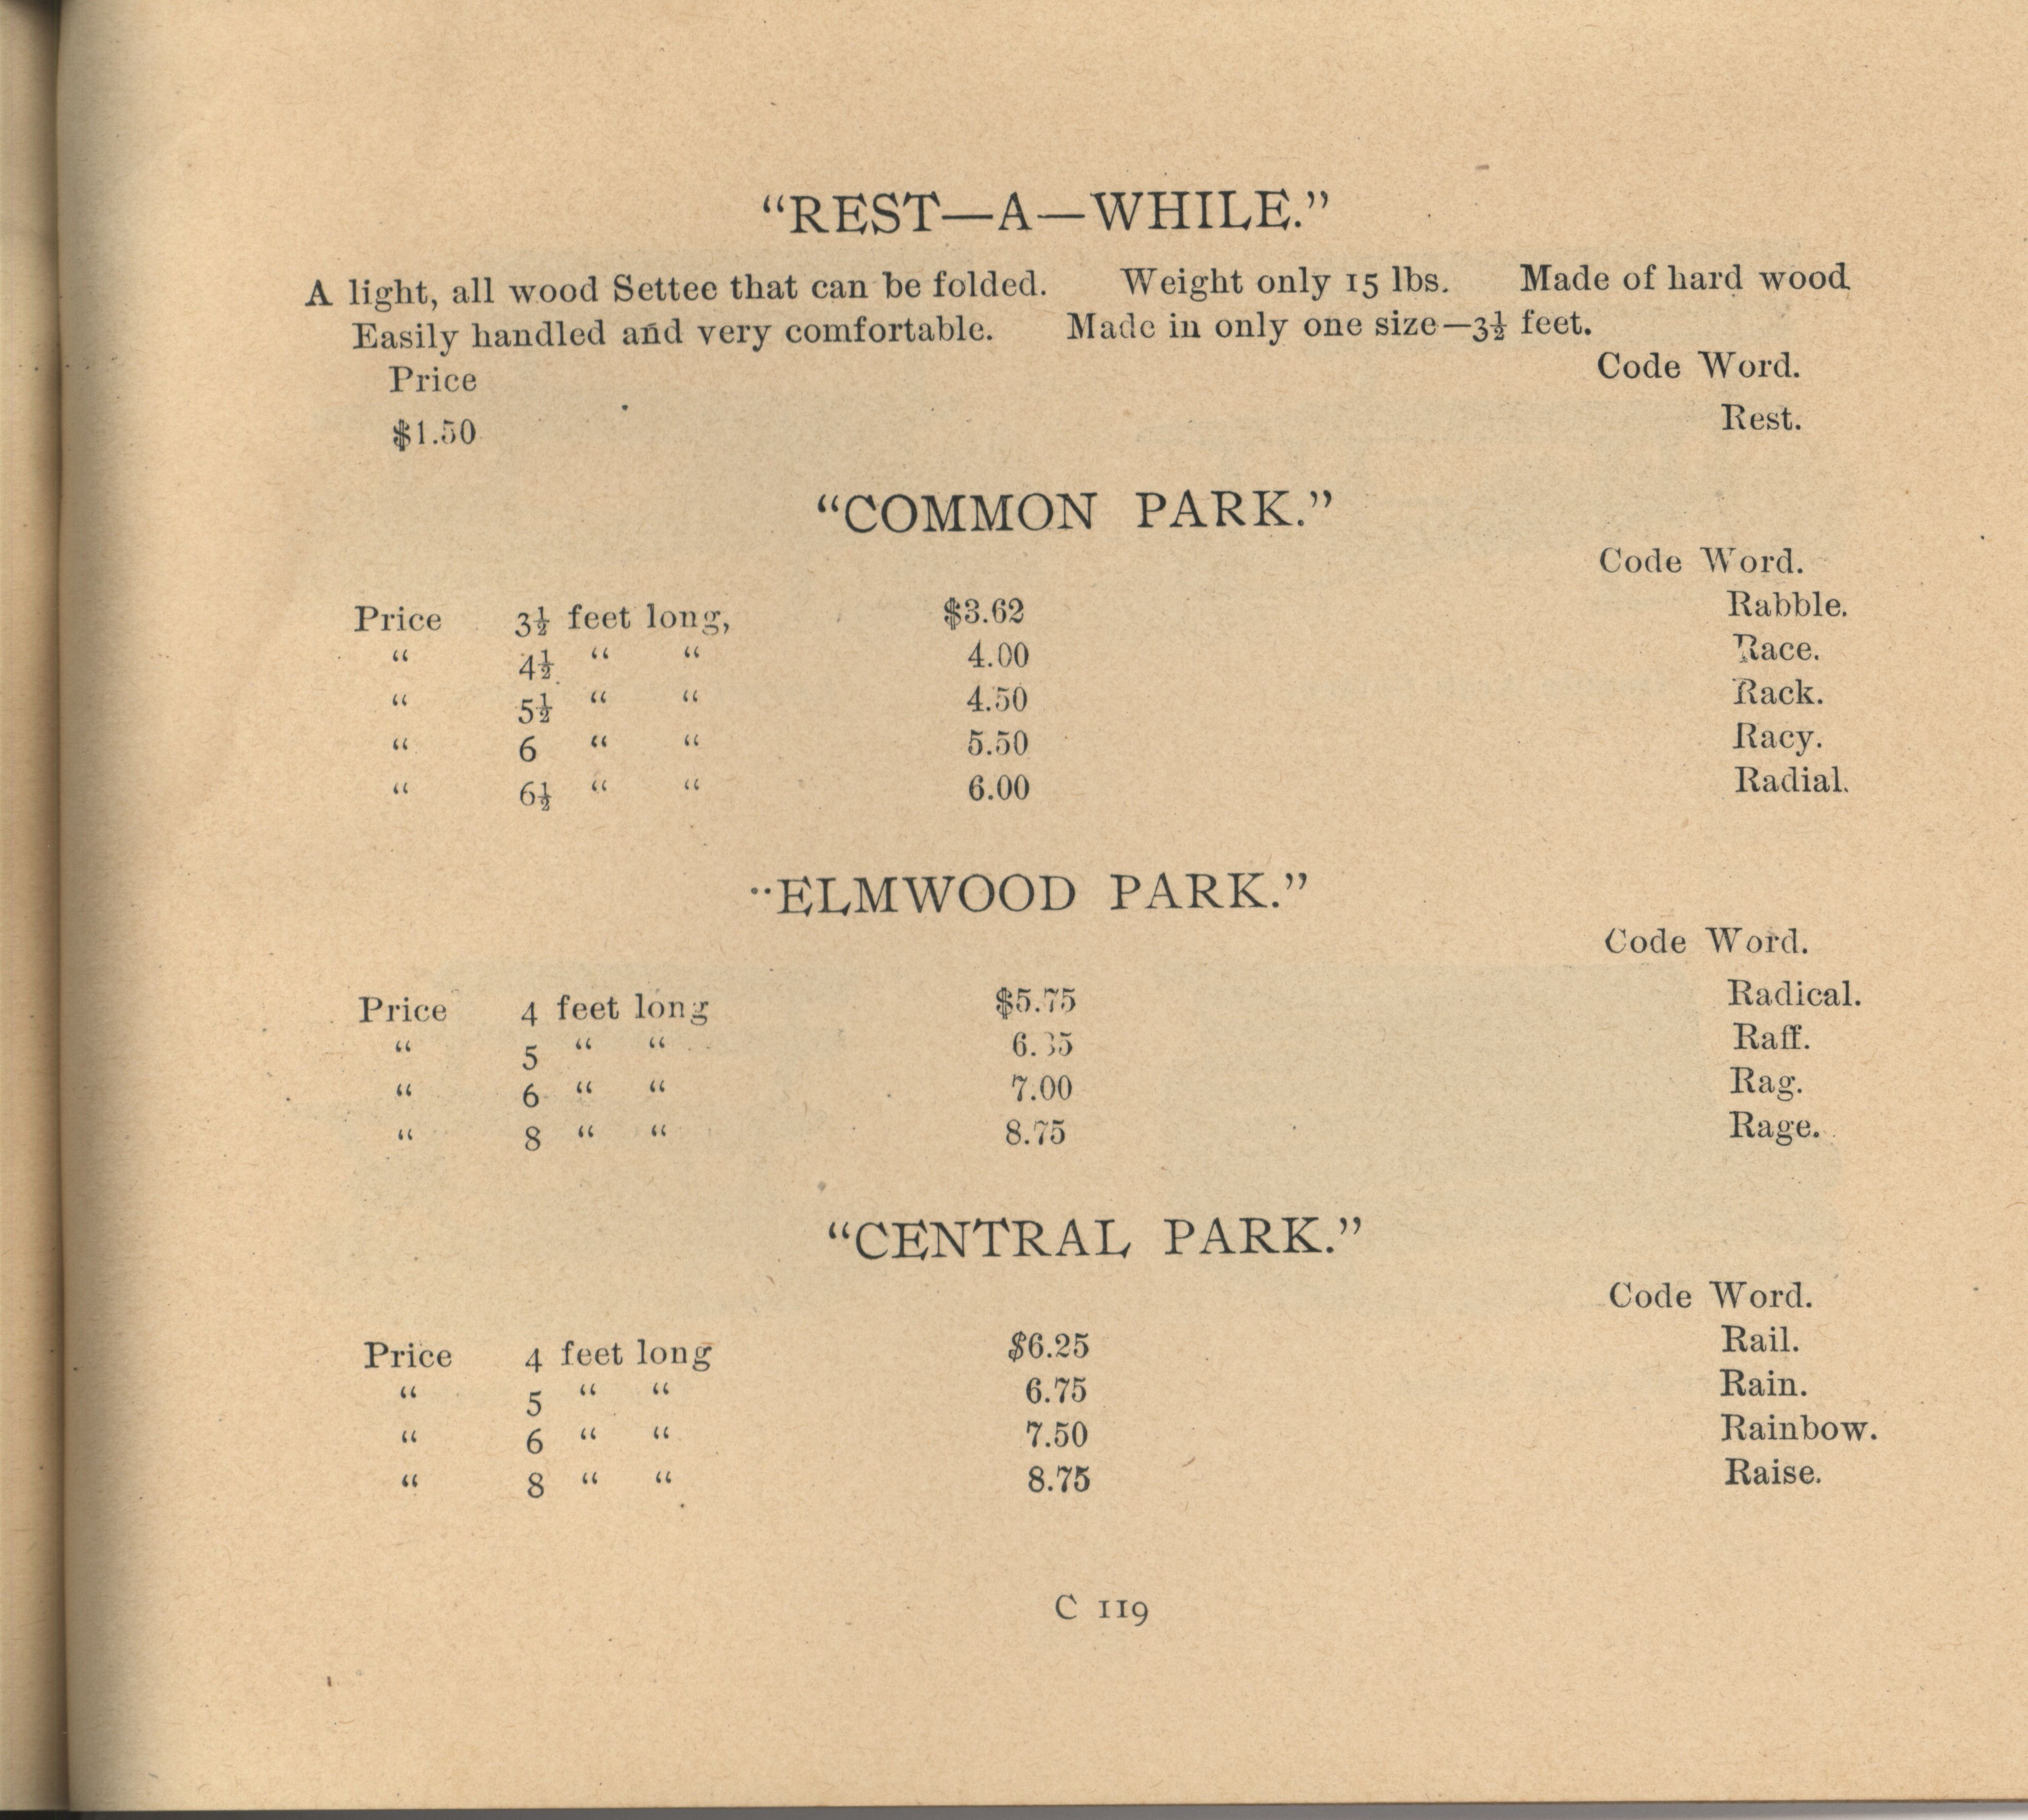 “REST—A—WHILE.”
A light, all wood Settee that can be folded. Weight only 15 lbs. Made of hard wood
Easily handled and very comfortable. Made in only one size—3½ feet.
Price Code Word.
$1.50 Rest.
“COMMON PARK.”
Code Word.
Price 3½ feet long, $3.62 Rabble.
“ 4½ “ “ 4.00 Race.
“ 5½ “ “ 4.50 Rack.
“ 6 “ “ 5.50 Racy.
“ 6½ “ “ 6.00 Radial.
“ELMWOOD PARK.”
Code Word.
Price 4 feet long $5.75 Radical.
“ 5 “ “ Raff.
“ 6 “ “ 7.00 Rag.
“ 8 “ “ 8.75 Rage.
“CENTRAL PARK.”
Code Word.
Price 4 feet long $6.25 Rail.
“ 5 “ “ 6.75 Rain.
“ 6 “ “ 7.50 Rainbow.
“ 8 “ “ 8.75 Raise.
C 119